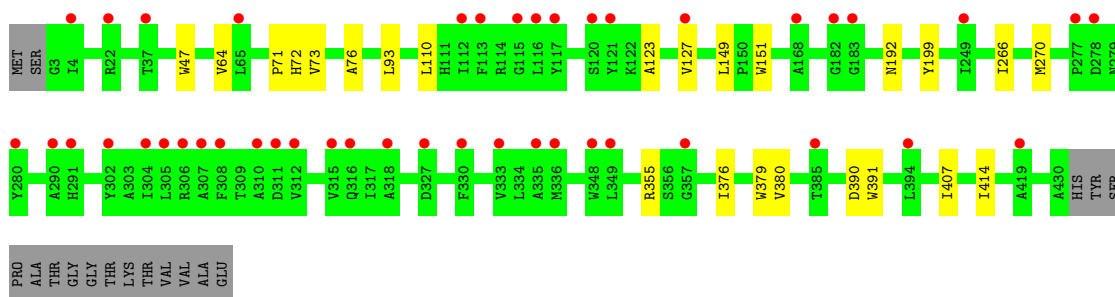 MET SER G3 I4 R22 T37 W47 V64 L65 P71 H72 V73 A76 L93 L110 H111 I112 F113 R114 G115 L116 Y117 S120 Y121 K122 A123 V127 L149 P150 W151 A168 G182 G183 N192 Y199 I249 I266 M270 P277 D278 N279
Y280 A290 H291 Y302 A303 I304 L305 R306 A307 F308 T309 A310 D311 V312 V315 Q316 I317 A318 D327 F330 V333 L334 A335 M336 W348 L349 R355 S356 G357 I376 W379 V380 T385 D390 W391 L394 I407 I414 A419 A430 HIS TYR SER
PRO ALA THR GLY GLY THR LYS THR VAL VAL ALA GLU